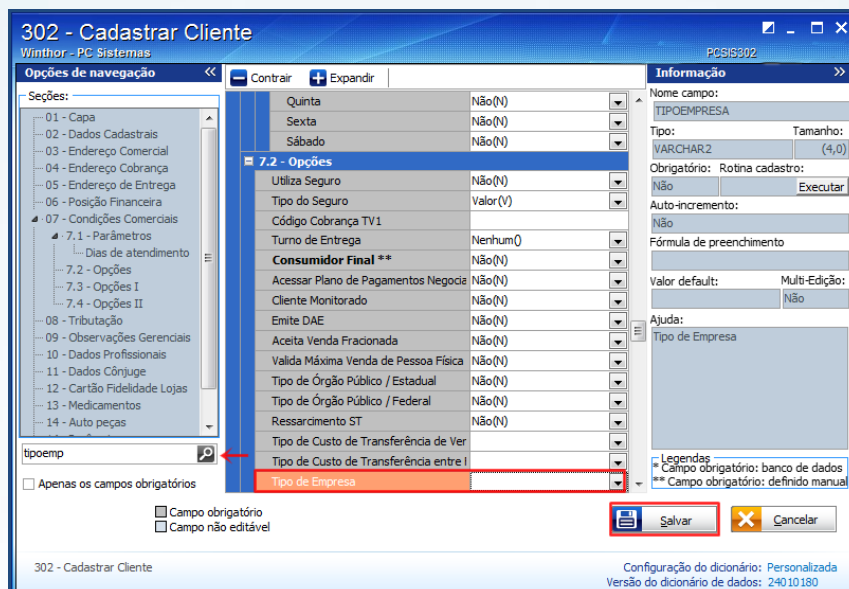 302 - Cadastrar Cliente
Winthor - PC Sistemas
PCSIS302
Opções de navegação
Seções:
01 - Capa
02 - Dados Cadastrais
03 - Endereço Comercial
04 - Endereço Cobrança
05 - Endereço de Entrega
06 - Posição Financeira
07 - Condições Comerciais
7.1 - Parâmetros
Dias de atendimento
7.2 - Opções
7.3 - Opções I
7.4 - Opções II
08 - Tributação
09 - Observações Gerenciais
10 - Dados Profissionais
11 - Dados Cônjuge
12 - Cartão Fidelidade Lojas
13 - Medicamentos
14 - Auto peças
tipoemp
Apenas os campos obrigatórios
Contrair Expandir
Quinta Não(N)
Sexta Não(N)
Sábado Não(N)
7.2 - Opções
Utiliza Seguro Não(N)
Tipo do Seguro Valor(V)
Código Cobrança TV1
Turno de Entrega Nenhum()
Consumidor Final ** Não(N)
Acessar Plano de Pagamentos Negocia Não(N)
Cliente Monitorado Não(N)
Emite DAE Não(N)
Aceita Venda Fracionada Não(N)
Valida Máxima Venda de Pessoa Física Não(N)
Tipo de Órgão Público / Estadual Não(N)
Tipo de Órgão Público / Federal Não(N)
Ressarcimento ST Não(N)
Tipo de Custo de Transferência de Ver
Tipo de Custo de Transferência entre
Tipo de Empresa
Informação
Nome campo:
TIPOEMPRESA
Tipo: Tamanho:
VARCHAR2 (4,0)
Obrigatório: Rotina cadastro:
Não Executar
Auto-incremento:
Não
Fórmula de preenchimento
Valor default: Multi-Edição:
Não
Ajuda:
Tipo de Empresa
Legendas
* Campo obrigatório: banco de dados
** Campo obrigatório: definido manual
Campo obrigatório
Campo não editável
Salvar Cancelar
302 - Cadastrar Cliente
Configuração do dicionário: Personalizada
Versão do dicionário de dados: 24010180